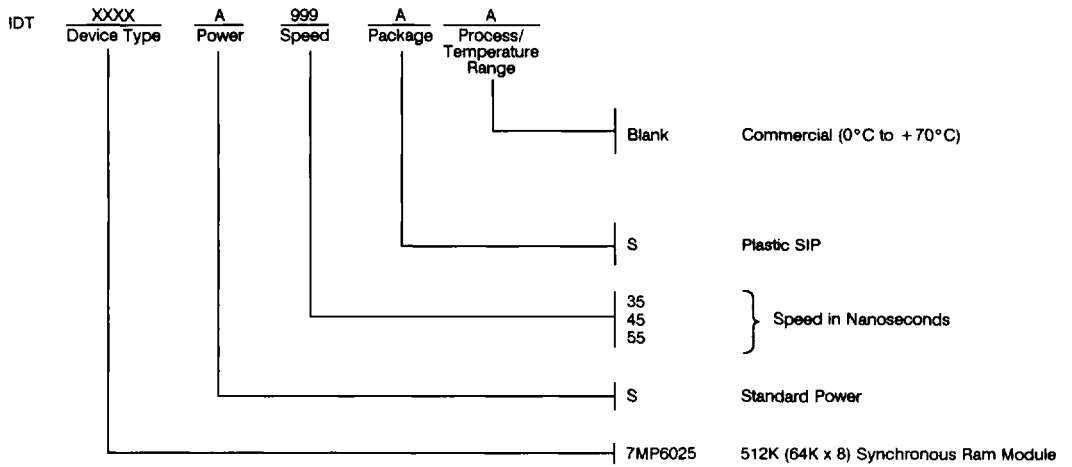 IDT XXXX A 999 A A
Device Type Power Speed Package Process/
Temperature
Range
Blank Commercial (0°C to +70°C)
S Plastic SIP
35
45
55
Speed in Nanoseconds
S Standard Power
7MP6025 512K (64K x 8) Synchronous Ram Module